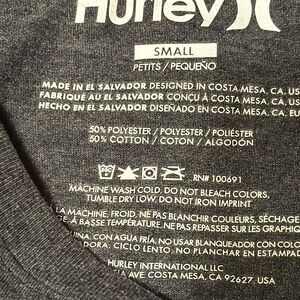 Hurley
SMALL
PETITS / PEQUEÑO
MADE IN EL SALVADOR DESIGNED IN COSTA MESA, CA. US
FABRIQUÉ AU EL SALVADOR CONÇU À COSTA MESA, CA.
HECHO EN EL SALVADOR DISEÑADO EN COSTA MESA, CA. EU
50% POLYESTER / POLYESTER / POLIÉSTER
50% COTTON / COTON / ALGODÓN
RN# 100691
MACHINE WASH COLD. DO NOT BLEACH COLORS.
TUMBLE DRY LOW. DO NOT IRON IMPRINT
LA MACHINE, FROID, NE PAS BLANCHIR COULEURS, SÉCHAGE
À BASSE TEMPÉRATURE. NE PAS REPASSER SUR LES GRAPHIQ
INA, CON AGUA FRÍA. NO USAR BLANQUEADOR CON COLO
DORA: CICLO LENTO. NO PLANCHAR EN ESTAMPAD
HURLEY INTERNATIONAL LLC
AVE. COSTA MESA, CA 92627. USA